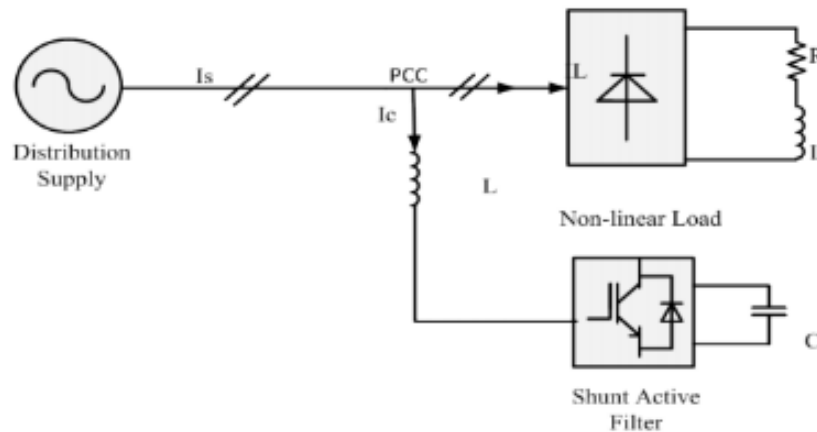 Is
PCC
IL
R
Ic
Distribution
Supply
L
L
Non-linear Load
C
Shunt Active
Filter